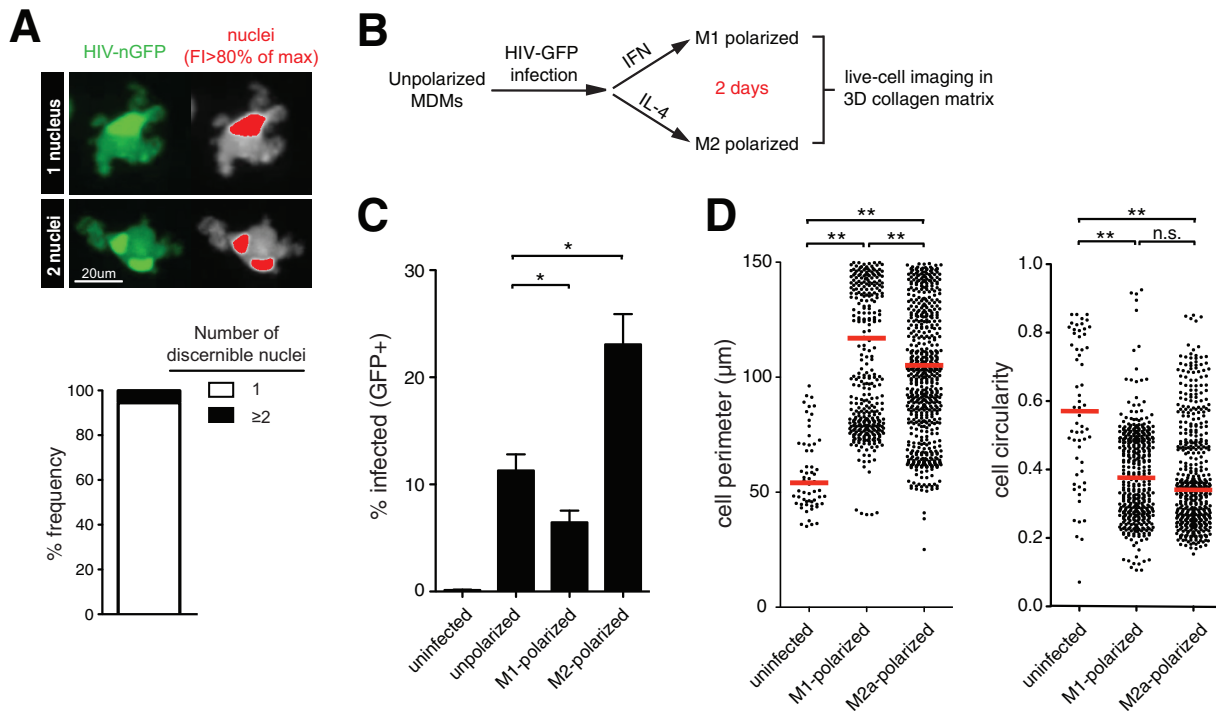 A
HIV-nGFP
nuclei
(FI>80% of max)
1 nucleus
2 nuclei
20um
Number of
discernible nuclei
1
≥2
% frequency
100
80
60
40
20
0
B
Unpolarized
MDMs
HIV-GFP
infection
IFN
IL-4
M1 polarized
2 days
M2 polarized
live-cell imaging in
3D collagen matrix
C
% infected (GFP+)
30
20
10
0
*
*
uninfected
unpolarized
M1-polarized
M2-polarized
D
cell perimeter (µm)
150
100
50
0
**
**
**
uninfected
M1-polarized
M2a-polarized
cell circularity
1.0
0.8
0.6
0.4
0.2
0.0
**
**
n.s.
uninfected
M1-polarized
M2a-polarized